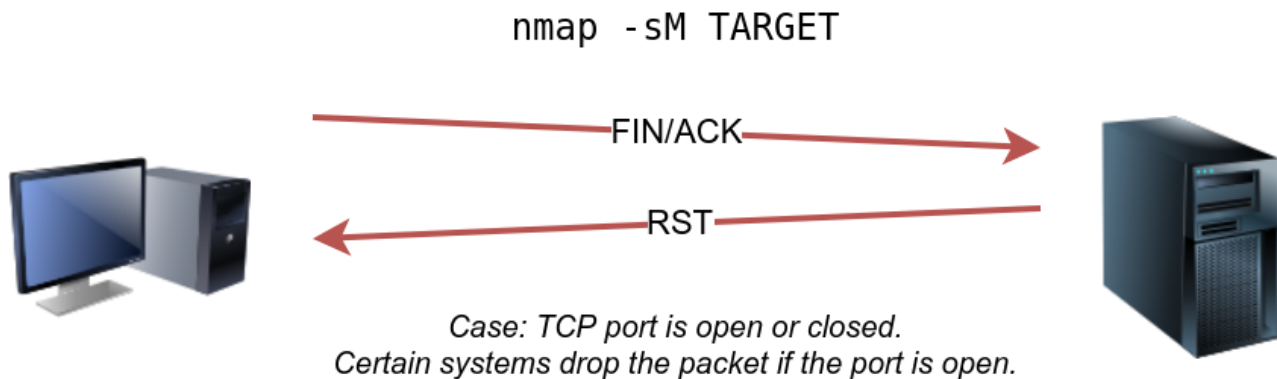 nmap -sM TARGET
FIN/ACK
RST
Case: TCP port is open or closed.
Certain systems drop the packet if the port is open.